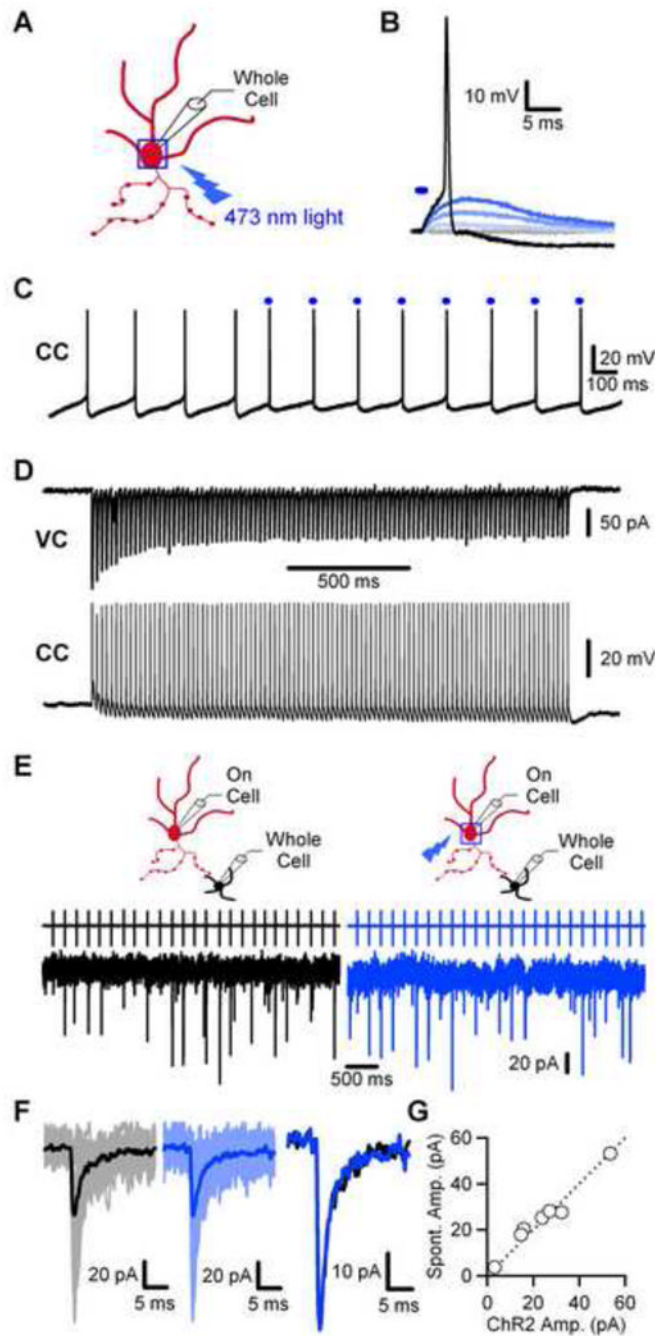 A
Whole
Cell
473 nm light
B
10 mV
5 ms
C
CC
20 mV
100 ms
D
VC
50 pA
500 ms
CC
20 mV
E
On
Cell
Whole
Cell
On
Cell
Whole
Cell
500 ms
20 pA
F
20 pA
5 ms
20 pA
5 ms
10 pA
5 ms
G
Spont. Amp. (pA)
60
40
20
0
0
20
40
60
ChR2 Amp. (pA)